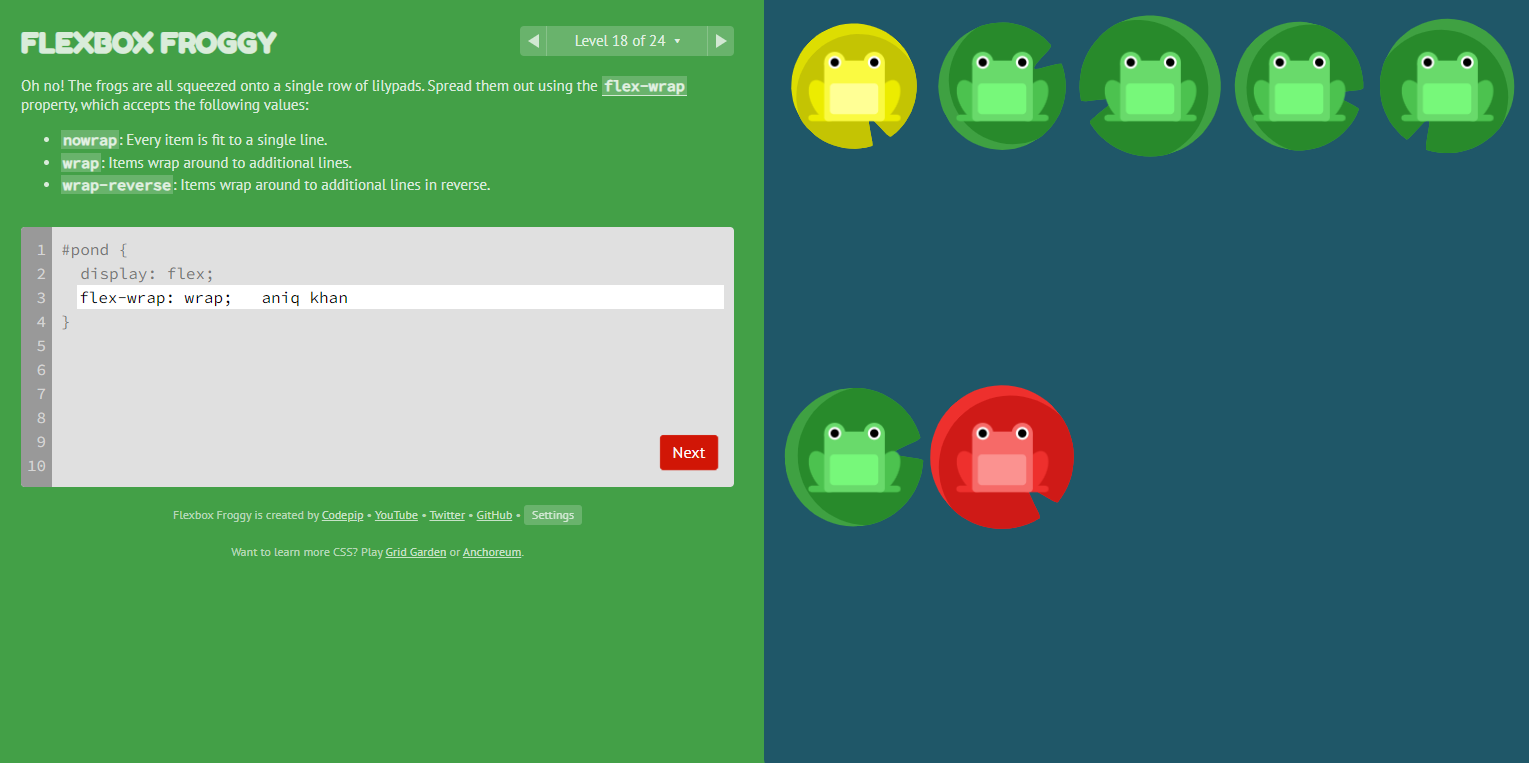 FLEXBOX FROGGY
Level 18 of 24
Oh no! The frogs are all squeezed onto a single row of lilypads. Spread them out using the flex-wrap
property, which accepts the following values:
• nowrap: Every item is fit to a single line.
• wrap: Items wrap around to additional lines.
• wrap-reverse: Items wrap around to additional lines in reverse.
1 #pond {
2 display: flex;
3 flex-wrap: wrap; aniq khan
4 }
5
6
7
8
9
10
Next
Flexbox Froggy is created by Codepip • YouTube • Twitter • GitHub • Settings
Want to learn more CSS? Play Grid Garden or Anchoreum.